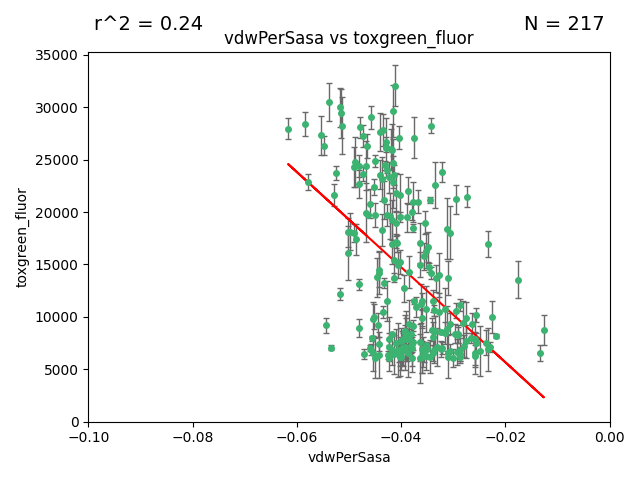 r^2 = 0.24
N = 217
vdwPerSasa vs toxgreen_fluor
35000
30000
25000
20000
15000
10000
5000
0
toxgreen_fluor
−0.10
−0.08
−0.06
−0.04
−0.02
0.00
vdwPerSasa